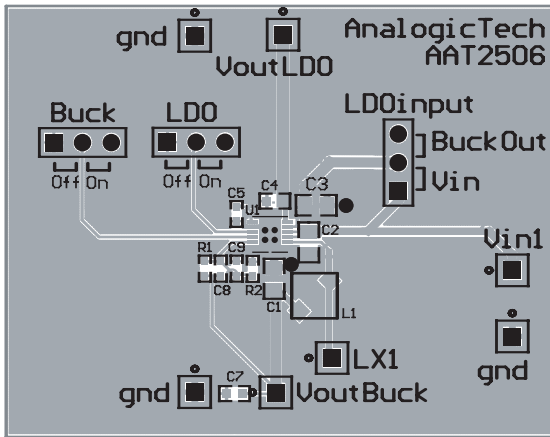 gnd
VoutLDO
AnalogicTech
AAT2506
Buck
LDO
LDOinput
BuckOut
Vin
Off On
Off On
C5
C4
C3
U1
C2
Vin1
R1
C9
C8
R2
C1
L1
LX1
gnd
gnd
C7
VoutBuck